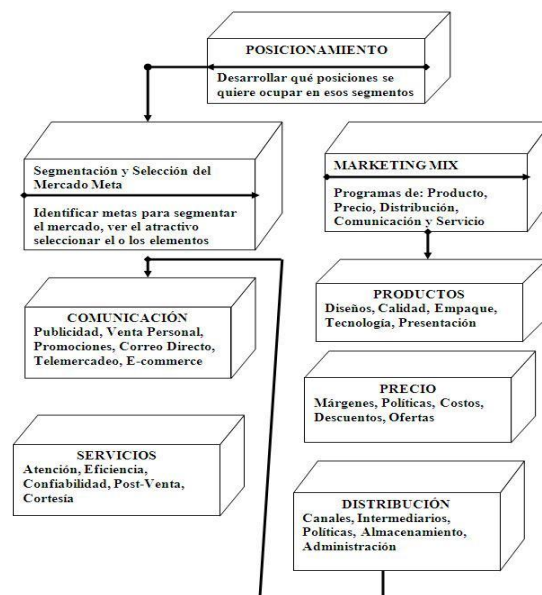 POSICIONAMIENTO
Desarrollar qué posiciones se
quiere ocupar en esos segmentos
Segmentación y Selección del
Mercado Meta
Identificar metas para segmentar
el mercado, ver el atractivo
seleccionar el o los elementos
MARKETING MIX
Programas de: Producto,
Precio, Distribución,
Comunicación y Servicio
COMUNICACIÓN
Publicidad, Venta Personal,
Promociones, Correo Directo,
Telemercadeo, E-commerce
PRODUCTOS
Diseños, Calidad, Empaque,
Tecnología, Presentación
PRECIO
Márgenes, Políticas, Costos,
Descuentos, Ofertas
SERVICIOS
Atención, Eficiencia,
Confiabilidad, Post-Venta,
Cortesía
DISTRIBUCIÓN
Canales, Intermediarios,
Políticas, Almacenamiento,
Administración